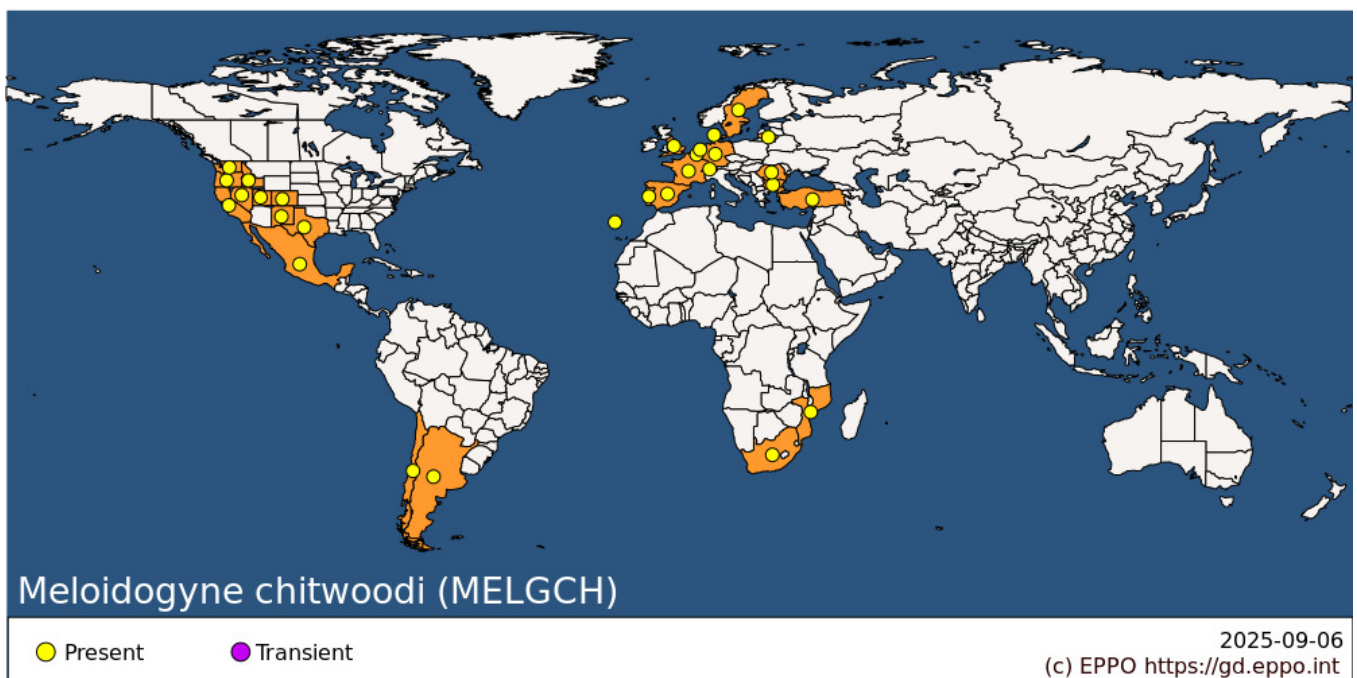 Meloidogyne chitwoodi (MELGCH)
Present
Transient
2025-09-06
(c) EPPO https://gd.eppo.int